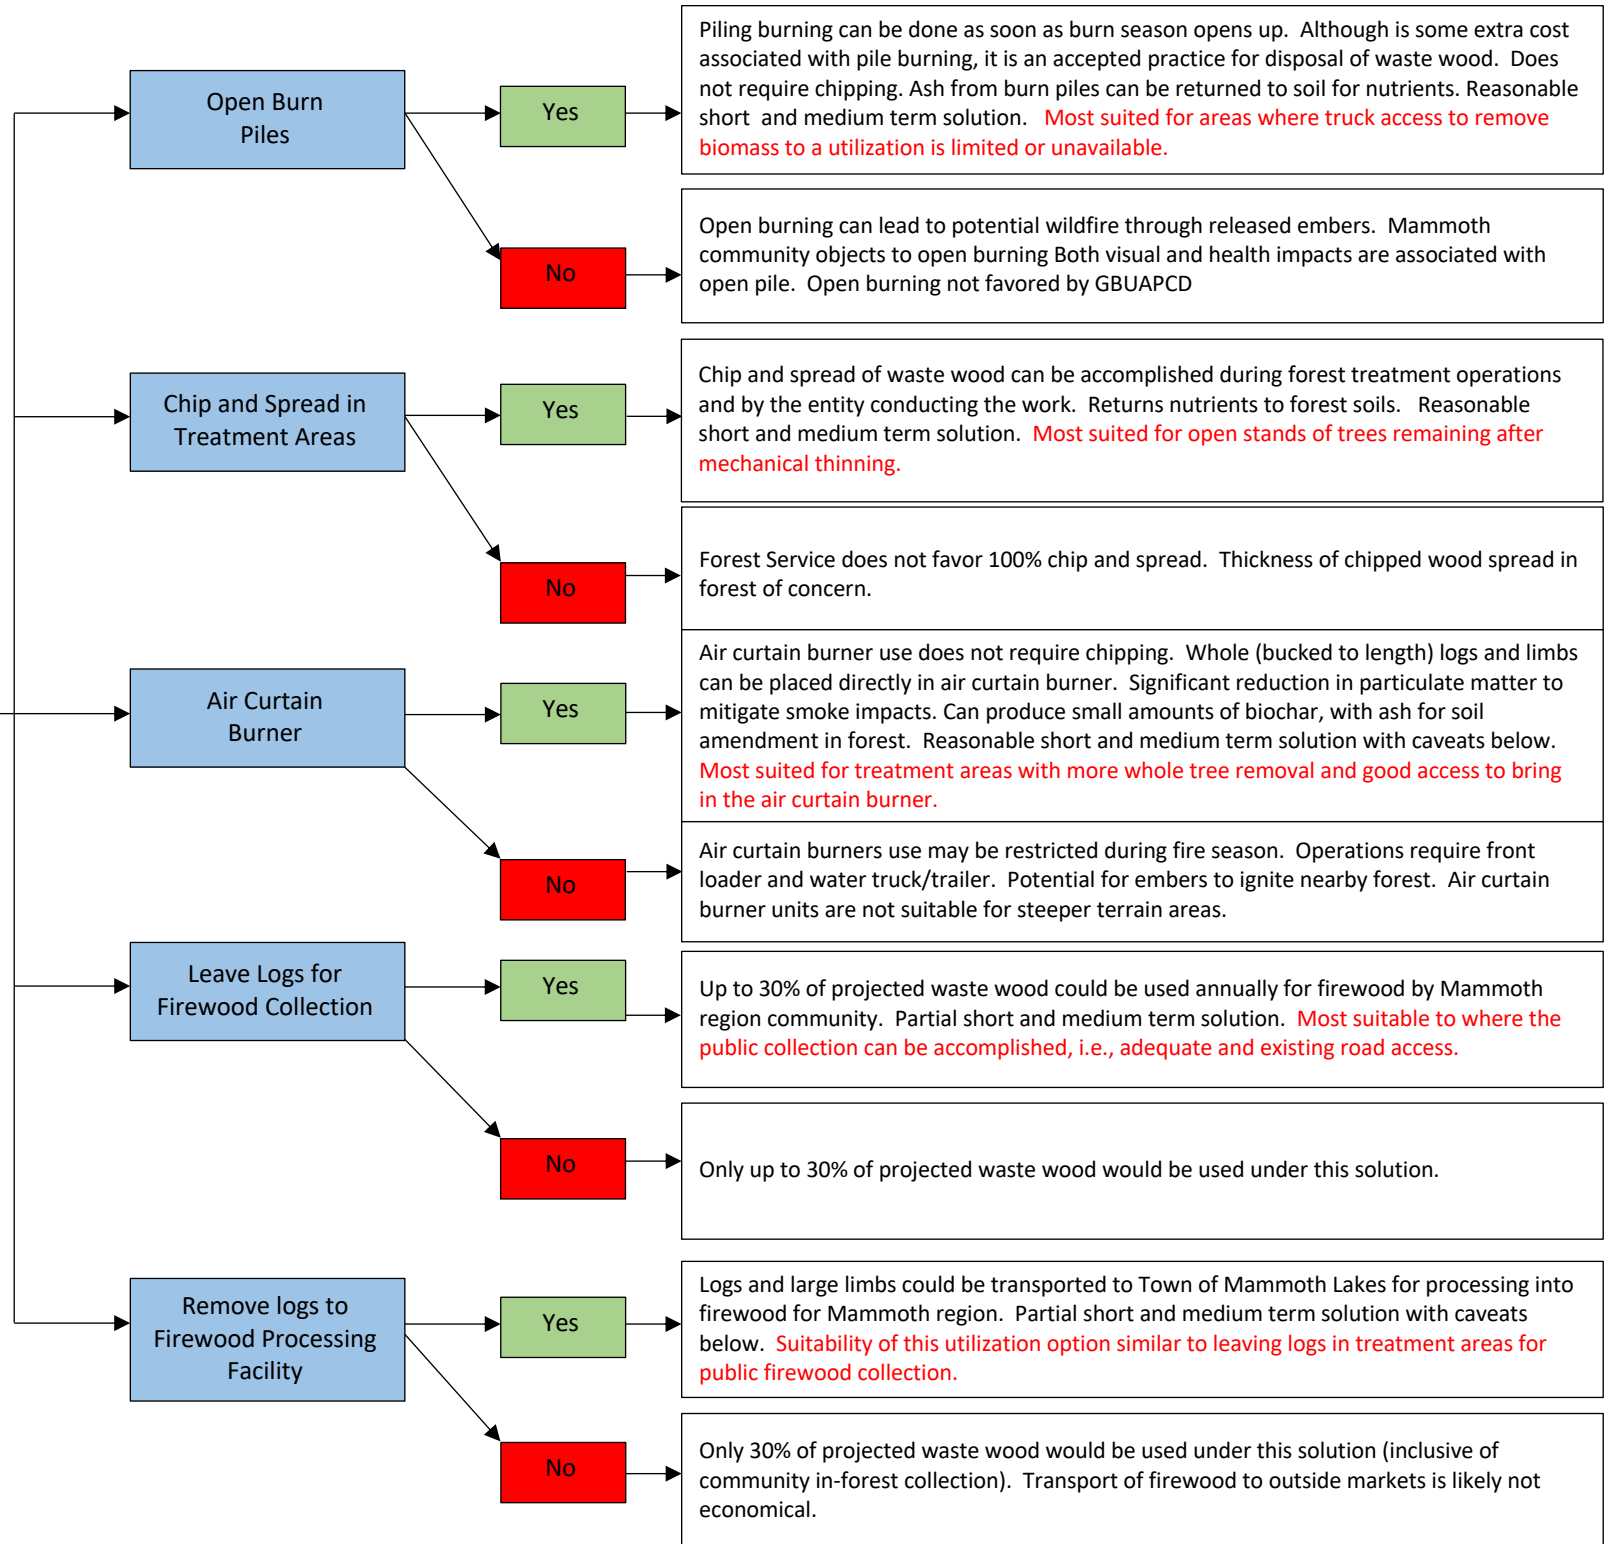 Open Burn
Piles
Yes
Piling burning can be done as soon as burn season opens up.  Although is some extra cost
associated with pile burning, it is an accepted practice for disposal of waste wood.  Does
not require chipping. Ash from burn piles can be returned to soil for nutrients. Reasonable
short  and medium term solution.   Most suited for areas where truck access to remove
biomass to a utilization is limited or unavailable.
No
Open burning can lead to potential wildfire through released embers.  Mammoth
community objects to open burning Both visual and health impacts are associated with
open pile.  Open burning not favored by GBUAPCD
Chip and Spread in
Treatment Areas
Yes
Chip and spread of waste wood can be accomplished during forest treatment operations
and by the entity conducting the work.  Returns nutrients to forest soils.   Reasonable
short and medium term solution.  Most suited for open stands of trees remaining after
mechanical thinning.
No
Forest Service does not favor 100% chip and spread.  Thickness of chipped wood spread in
forest of concern.
Air Curtain
Burner
Yes
Air curtain burner use does not require chipping.  Whole (bucked to length) logs and limbs
can be placed directly in air curtain burner.  Significant reduction in particulate matter to
mitigate smoke impacts. Can produce small amounts of biochar, with ash for soil
amendment in forest.  Reasonable short and medium term solution with caveats below.
Most suited for treatment areas with more whole tree removal and good access to bring
in the air curtain burner.
No
Air curtain burners use may be restricted during fire season.  Operations require front
loader and water truck/trailer.  Potential for embers to ignite nearby forest.  Air curtain
burner units are not suitable for steeper terrain areas.
Leave Logs for
Firewood Collection
Yes
Up to 30% of projected waste wood could be used annually for firewood by Mammoth
region community.  Partial short and medium term solution.  Most suitable to where the
public collection can be accomplished, i.e., adequate and existing road access.
No
Only up to 30% of projected waste wood would be used under this solution.
Remove logs to
Firewood Processing
Facility
Yes
Logs and large limbs could be transported to Town of Mammoth Lakes for processing into
firewood for Mammoth region.  Partial short and medium term solution with caveats
below.  Suitability of this utilization option similar to leaving logs in treatment areas for
public firewood collection.
No
Only 30% of projected waste wood would be used under this solution (inclusive of
community in-forest collection).  Transport of firewood to outside markets is likely not
economical.